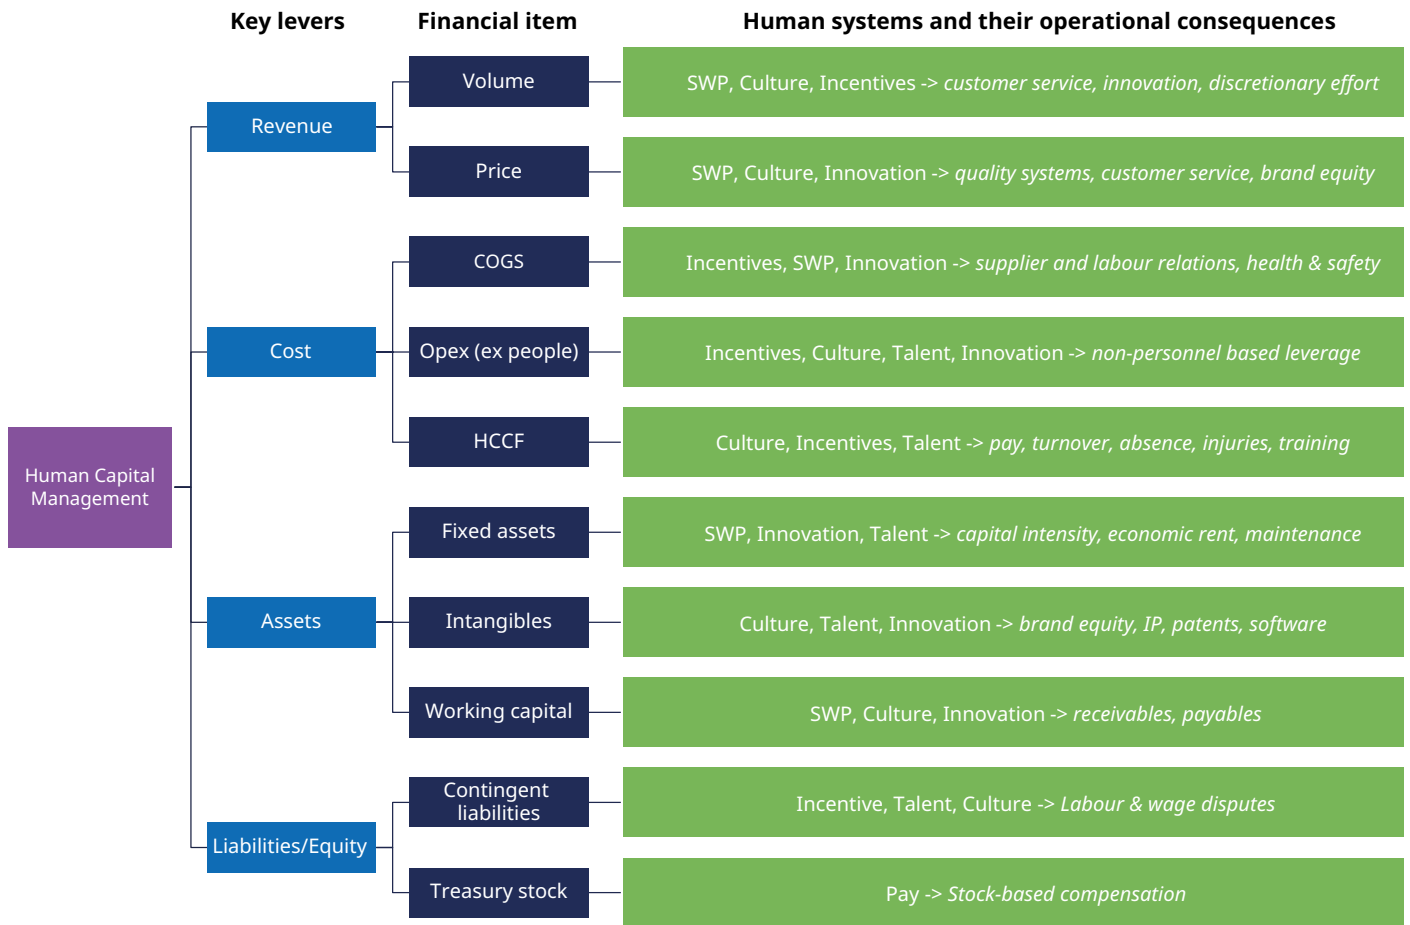 Key levers
Financial item
Human systems and their operational consequences
Human Capital
Management
Revenue
Volume
SWP, Culture, Incentives -> customer service, innovation, discretionary effort
Price
SWP, Culture, Innovation -> quality systems, customer service, brand equity
Cost
COGS
Incentives, SWP, Innovation -> supplier and labour relations, health & safety
Opex (ex people)
Incentives, Culture, Talent, Innovation -> non-personnel based leverage
HCCF
Culture, Incentives, Talent -> pay, turnover, absence, injuries, training
Assets
Fixed assets
SWP, Innovation, Talent -> capital intensity, economic rent, maintenance
Intangibles
Culture, Talent, Innovation -> brand equity, IP, patents, software
Working capital
SWP, Culture, Innovation -> receivables, payables
Liabilities/Equity
Contingent
liabilities
Incentive, Talent, Culture -> Labour & wage disputes
Treasury stock
Pay -> Stock-based compensation